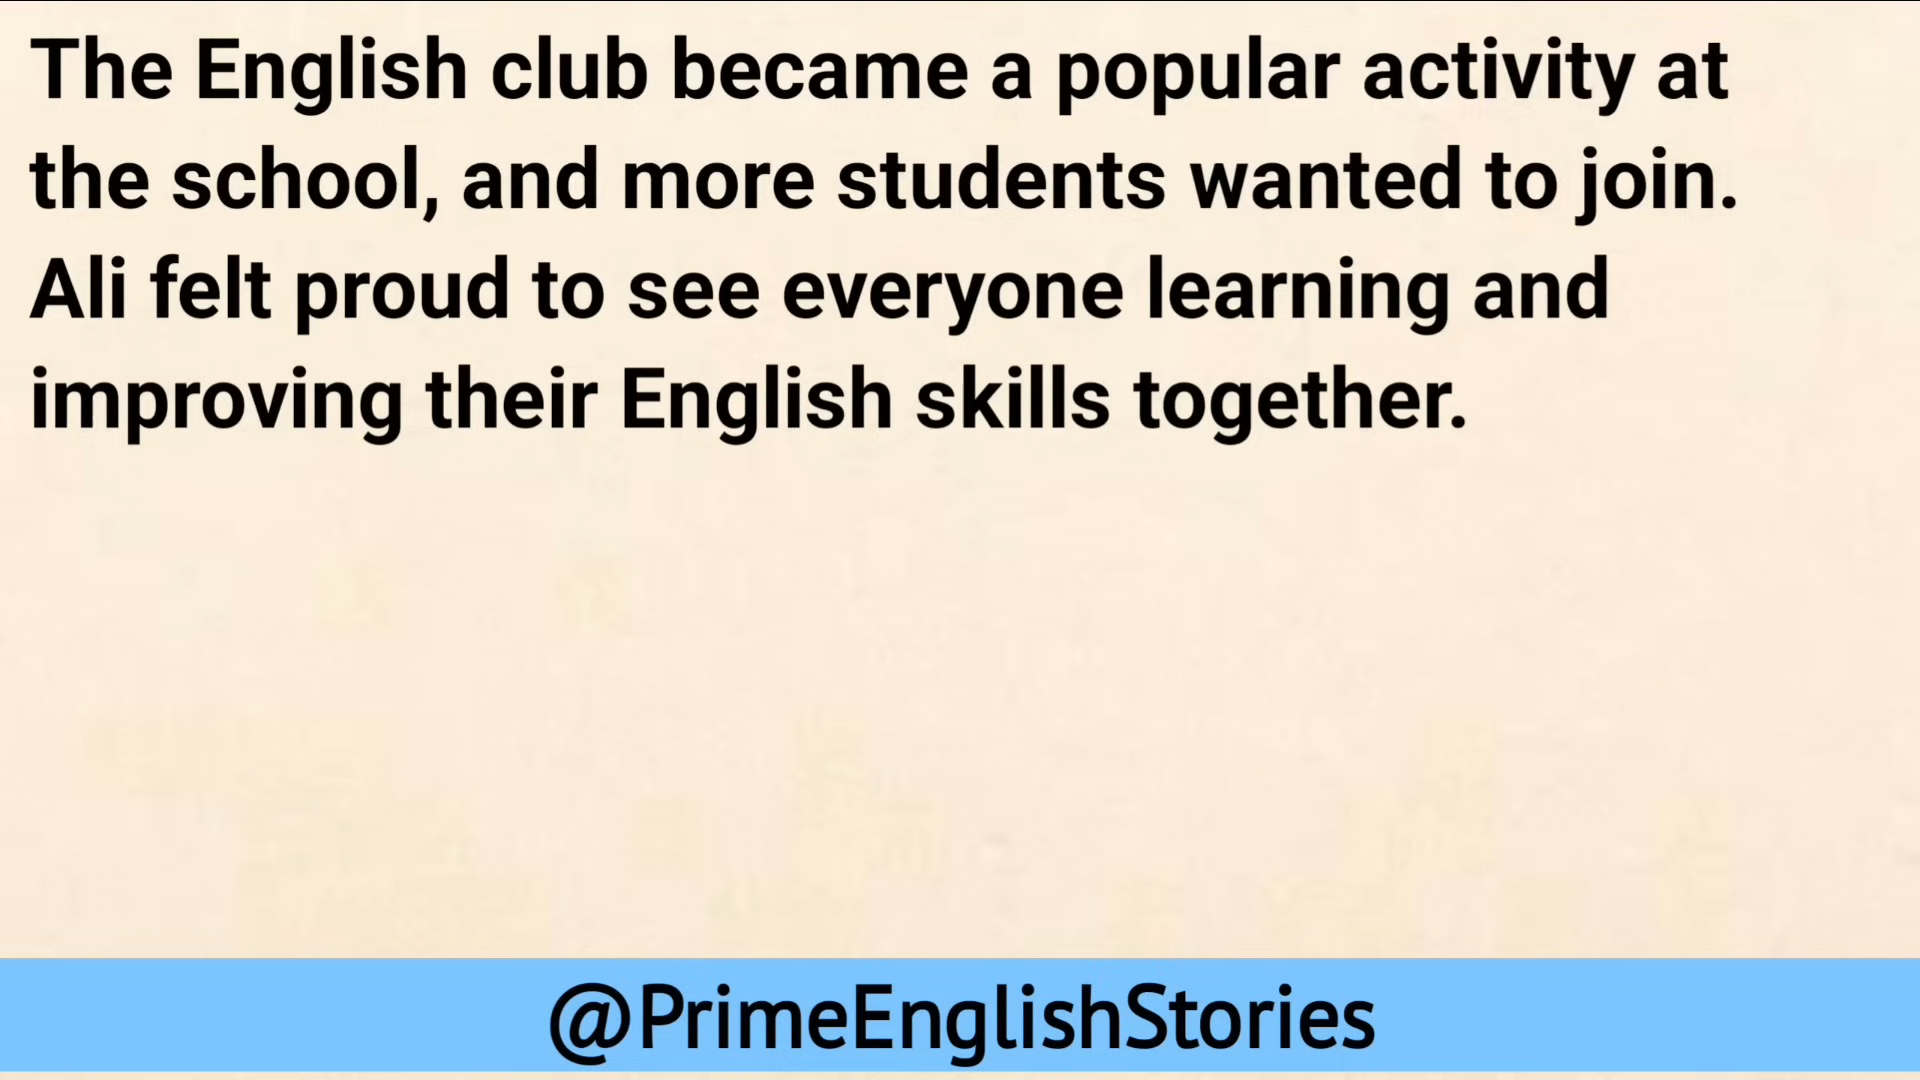 The English club became a popular activity at
the school, and more students wanted to join.
Ali felt proud to see everyone learning and
improving their English skills together.
@PrimeEnglishStories